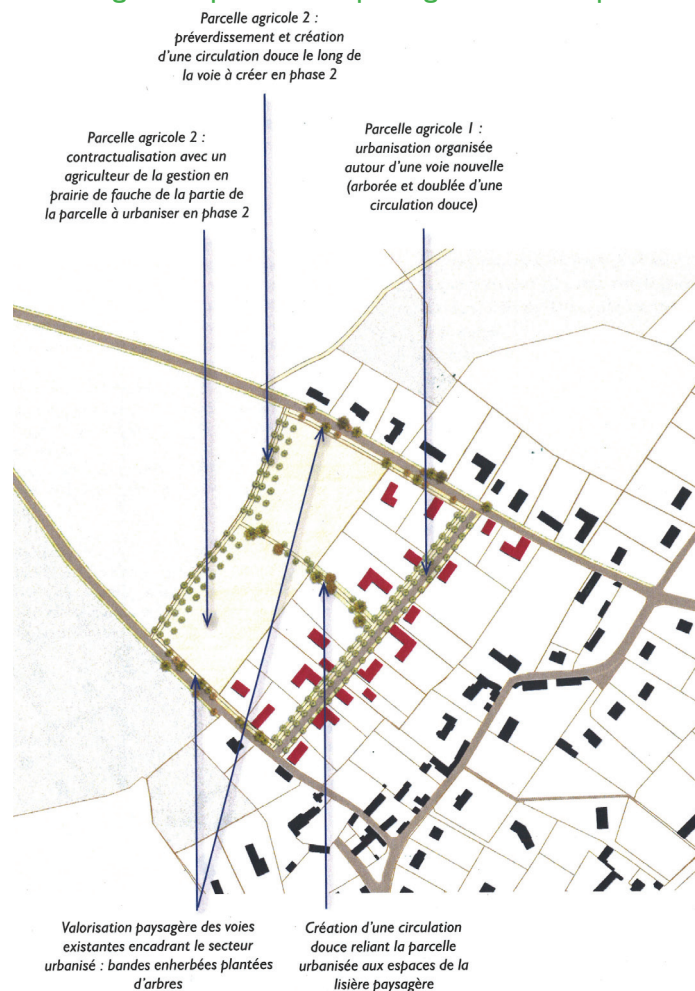 Parcelle agricole 2 :
préverdissement et création
d'une circulation douce le long de
la voie à créer en phase 2
Parcelle agricole 2 :
contractualisation avec un
agriculteur de la gestion en
prairie de fauche de la partie de
la parcelle à urbaniser en phase 2
Parcelle agricole 1 :
urbanisation organisée
autour d'une voie nouvelle
(arborée et doublée d'une
circulation douce)
Valorisation paysagère des voies
existantes encadrant le secteur
urbanisé : bandes enherbées plantées
d'arbres
Création d'une circulation
douce reliant la parcelle
urbanisée aux espaces de la
lisière paysagère